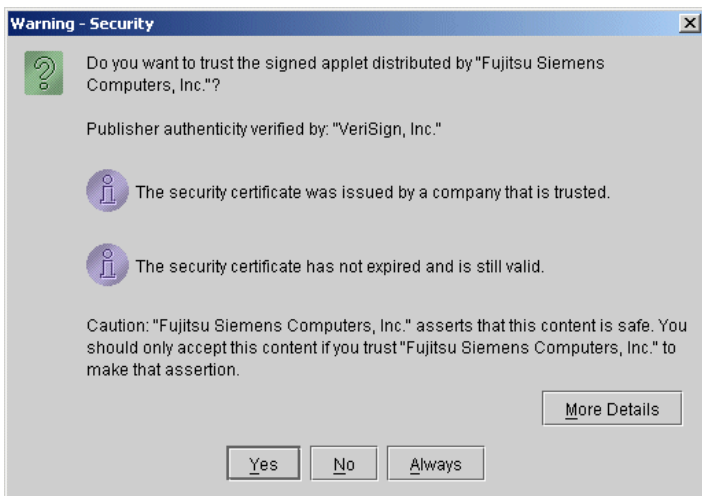 Warning - Security
Do you want to trust the signed applet distributed by "Fujitsu Siemens
Computers, Inc."?
Publisher authenticity verified by: "VeriSign, Inc."
The security certificate was issued by a company that is trusted.
The security certificate has not expired and is still valid.
Caution: "Fujitsu Siemens Computers, Inc." asserts that this content is safe. You
should only accept this content if you trust "Fujitsu Siemens Computers, Inc." to
make that assertion.
More Details
Yes No Always